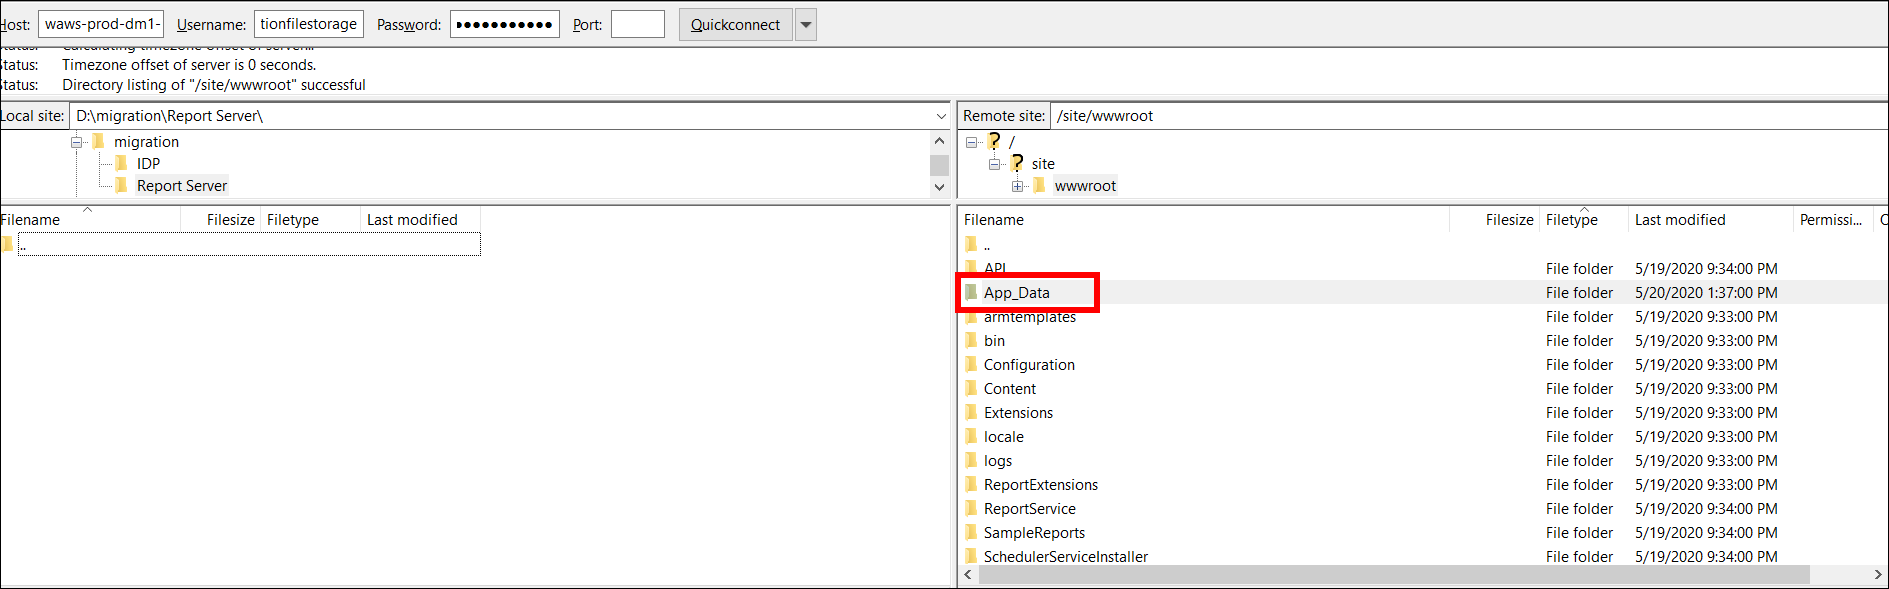 Host: waws-prod-dm1- Username: tionfilestorage Password: ●●●●●●●●●●●● Port: Quickconnect
Status: Calculating timezone offset of server...
Status: Timezone offset of server is 0 seconds.
Status: Directory listing of "/site/wwwroot" successful
Local site: D:\migration\Report Server\
migration
IDP
Report Server
Filename Filesize Filetype Last modified
..
Remote site: /site/wwwroot
/
site
wwwroot
Filename Filesize Filetype Last modified Permissi... O
..
API File folder 5/19/2020 9:34:00 PM
App_Data File folder 5/20/2020 1:37:00 PM
armtemplates File folder 5/19/2020 9:33:00 PM
bin File folder 5/19/2020 9:33:00 PM
Configuration File folder 5/19/2020 9:33:00 PM
Content File folder 5/19/2020 9:33:00 PM
Extensions File folder 5/19/2020 9:33:00 PM
locale File folder 5/19/2020 9:33:00 PM
logs File folder 5/19/2020 9:33:00 PM
ReportExtensions File folder 5/19/2020 9:33:00 PM
ReportService File folder 5/19/2020 9:34:00 PM
SampleReports File folder 5/19/2020 9:34:00 PM
SchedulerServiceInstaller File folder 5/19/2020 9:34:00 PM